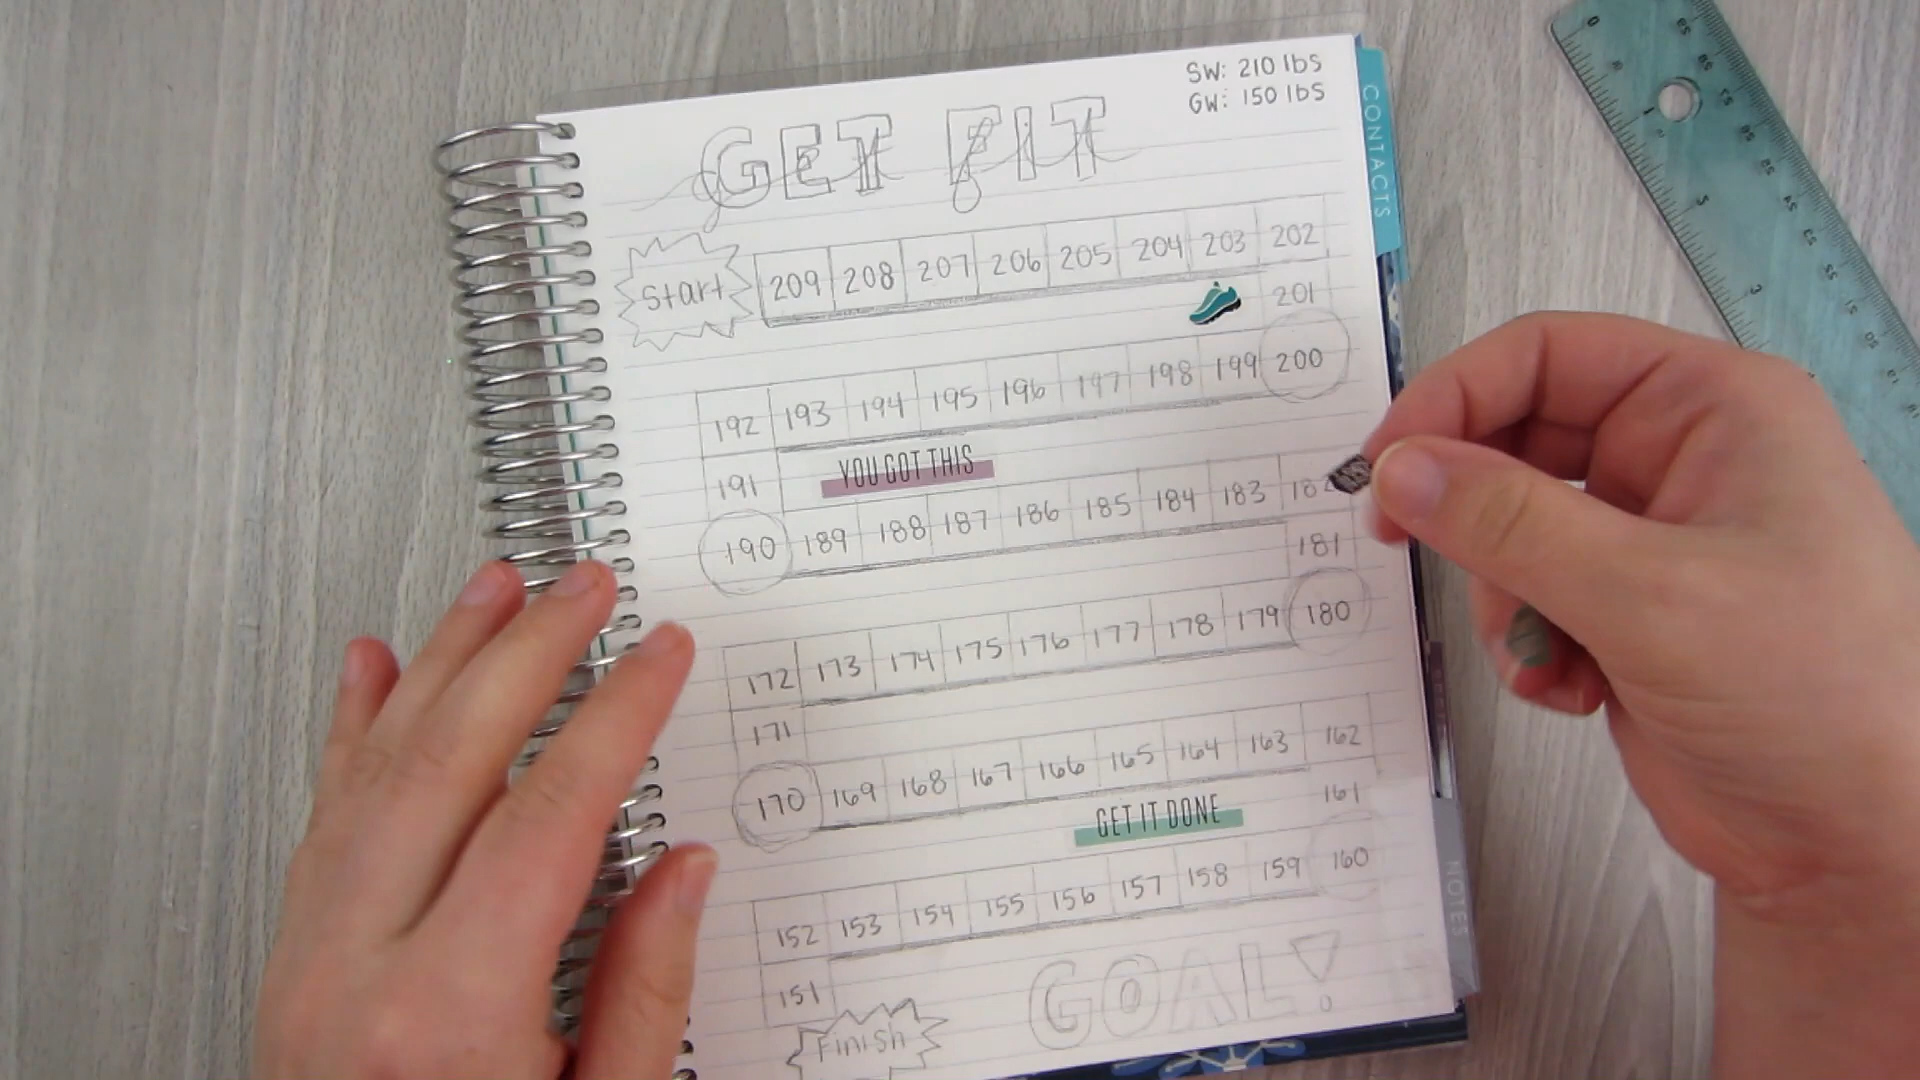 SW: 210 lbs
GW: 150 lbs
GET FIT
CONTACTS
Start 209 208 207 206 205 204 203 202
201
192 193 194 195 196 197 198 199 200
191 YOU GOT THIS
190 189 188 187 186 185 184 183 182
181
172 173 174 175 176 177 178 179 180
171
170 169 168 167 166 165 164 163 162
GET IT DONE 161
152 153 154 155 156 157 158 159 160
NOTES
151
GOAL!
Finish